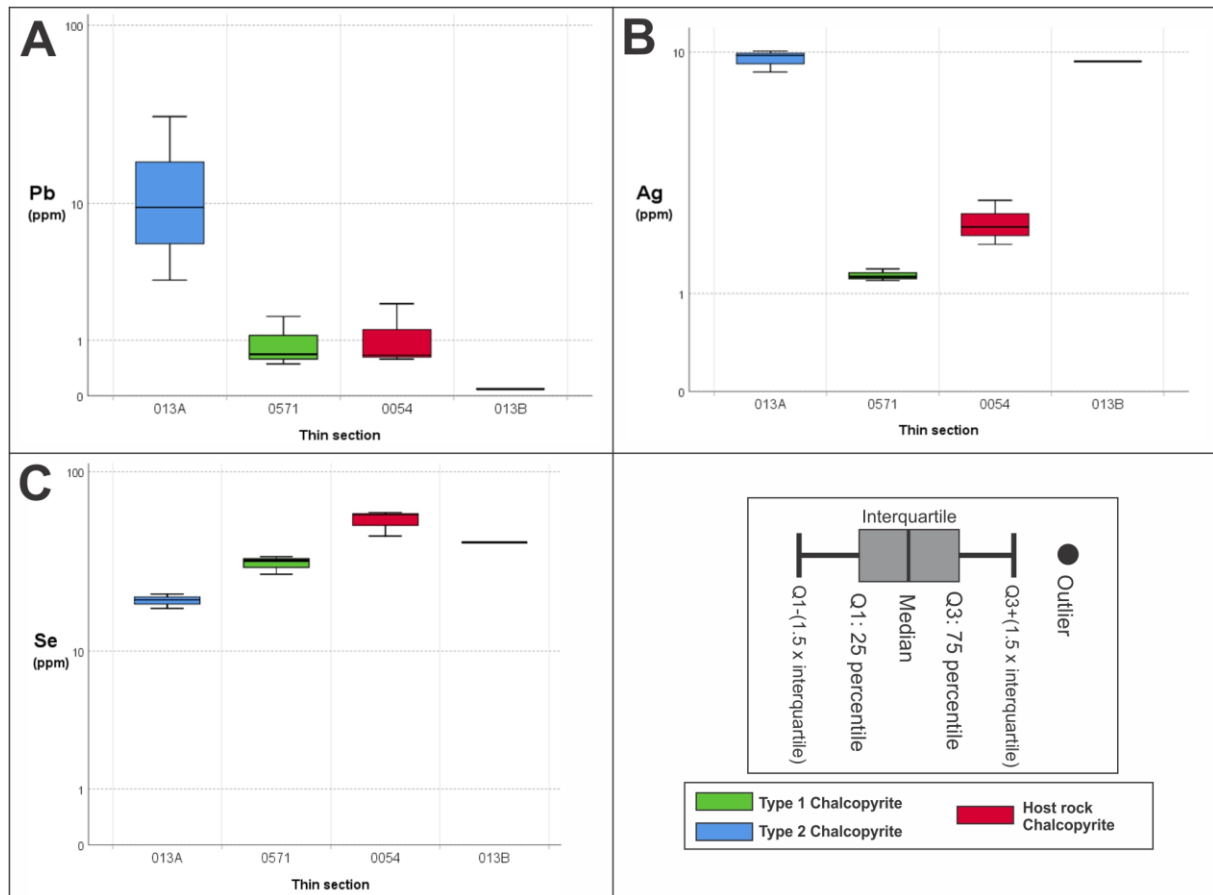 A
100
10
1
0
Pb
(ppm)
013A 0571 0054 013B
Thin section
B
10
1
0
Ag
(ppm)
013A 0571 0054 013B
Thin section
C
100
10
1
0
Se
(ppm)
013A 0571 0054 013B
Thin section
Interquartile
Q1-(1.5 x interquartile)
Q1: 25 percentile
Median
Q3: 75 percentile
Q3+(1.5 x interquartile)
Outlier
Type 1 Chalcopyrite
Type 2 Chalcopyrite
Host rock
Chalcopyrite